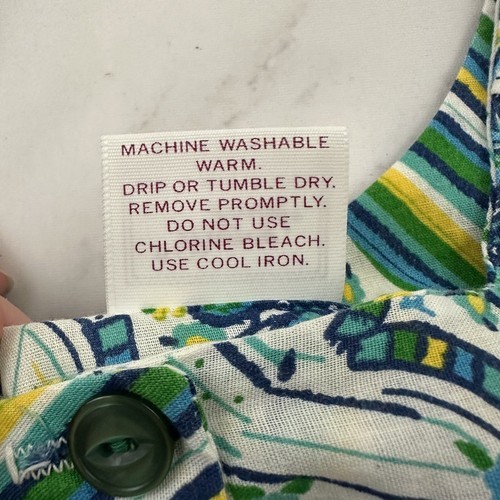 MACHINE WASHABLE
WARM.
DRIP OR TUMBLE DRY.
REMOVE PROMPTLY.
DO NOT USE
CHLORINE BLEACH.
USE COOL IRON.